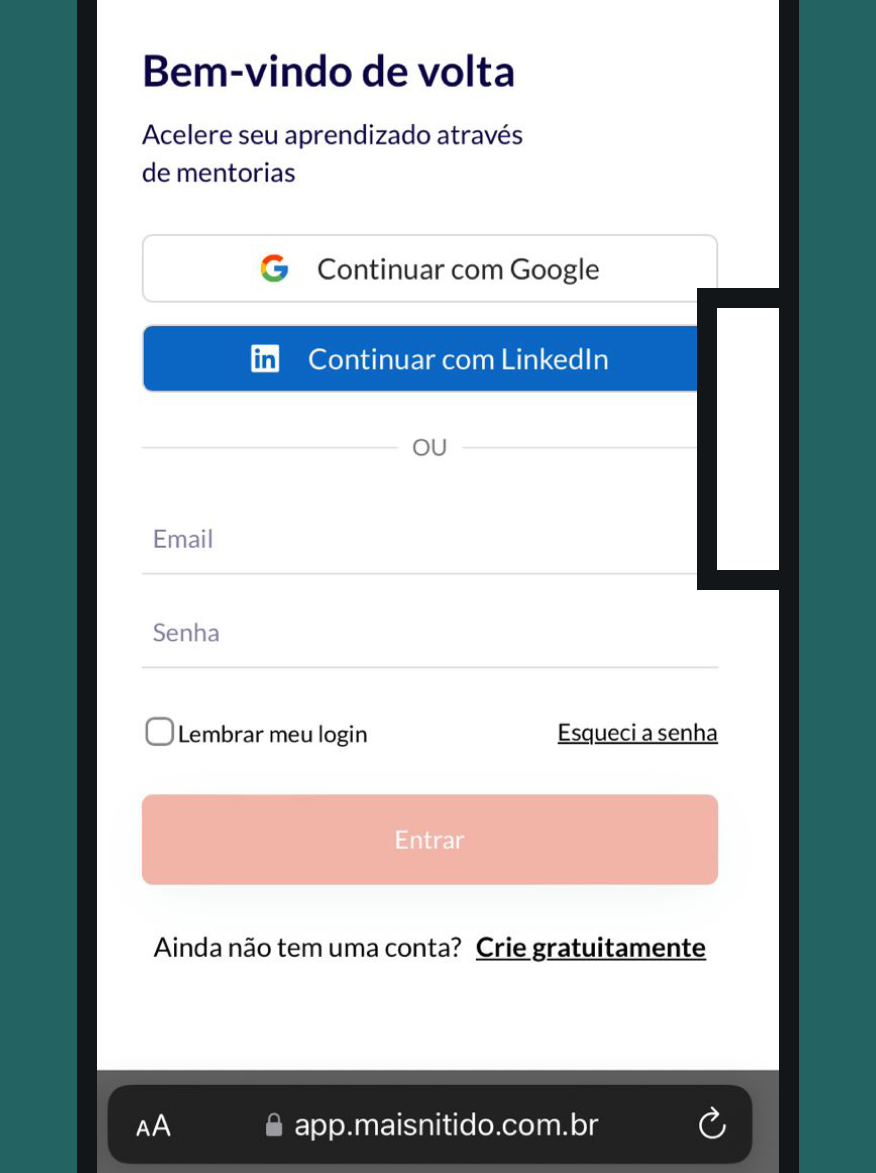 Bem-vindo de volta
Acelere seu aprendizado através
de mentorias
Continuar com Google
in Continuar com LinkedIn
OU
Email
Senha
Lembrar meu login Esqueci a senha
Entrar
Ainda não tem uma conta? Crie gratuitamente
AA app.maisnitido.com.br